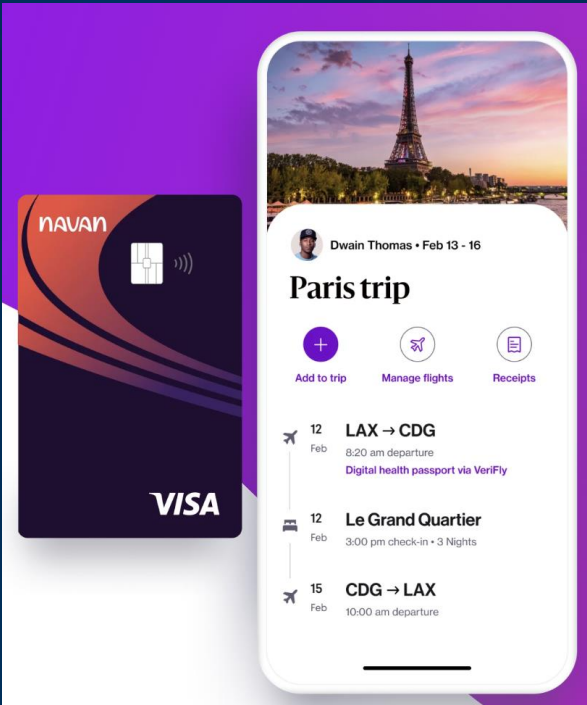 NAVAN
VISA
Dwain Thomas • Feb 13 - 16
Paris trip
Add to trip
Manage flights
Receipts
12
Feb
LAX → CDG
8:20 am departure
Digital health passport via VeriFly
12
Feb
Le Grand Quartier
3:00 pm check-in • 3 Nights
15
Feb
CDG → LAX
10:00 am departure